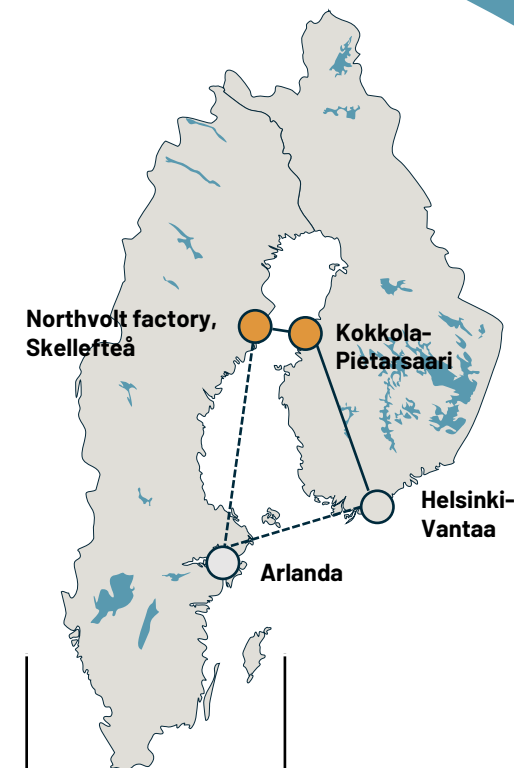 Northvolt factory,
Skellefteå
Kokkola-
Pietarsaari
Helsinki-
Vantaa
Arlanda